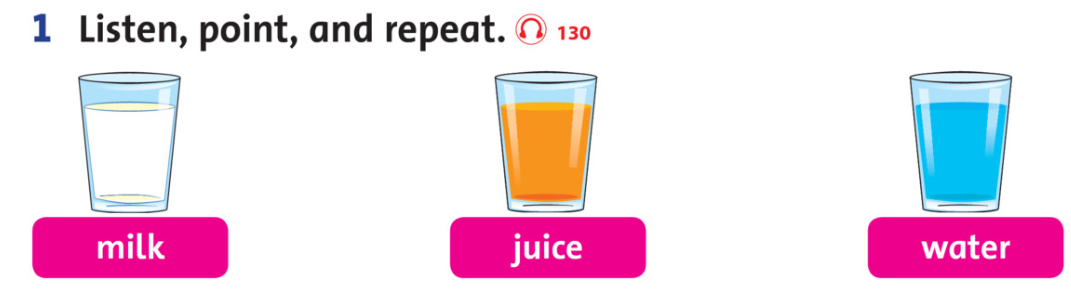 1 Listen, point, and repeat. 130
milk juice water